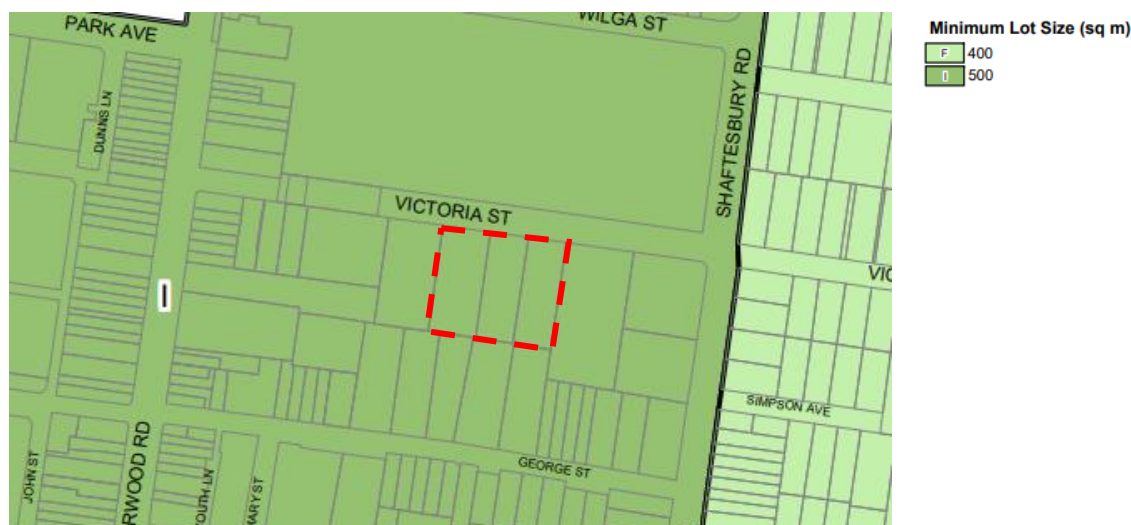 PARK AVE
WILGA ST
Minimum Lot Size (sq m)
F 400
I 500
DUNNS LN
SHAFTESBURY RD
VICTORIA ST
VIC
I
SIMPSON AVE
GEORGE ST
JOHN ST
RWOOD RD
OUTH LN
MARY ST